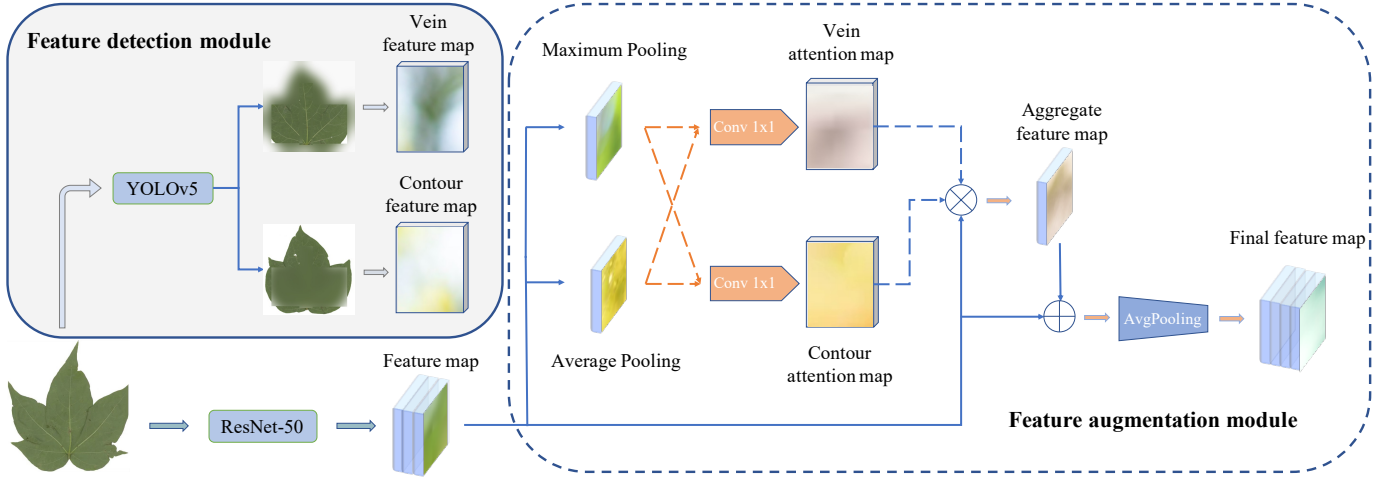 Feature detection module
Vein
feature map
YOLOv5
Contour
feature map
Maximum Pooling
Vein
attention map
Conv 1x1
Aggregate
feature map
Conv 1x1
Final feature map
AvgPooling
Average Pooling
Contour
attention map
Feature map
ResNet-50
Feature augmentation module